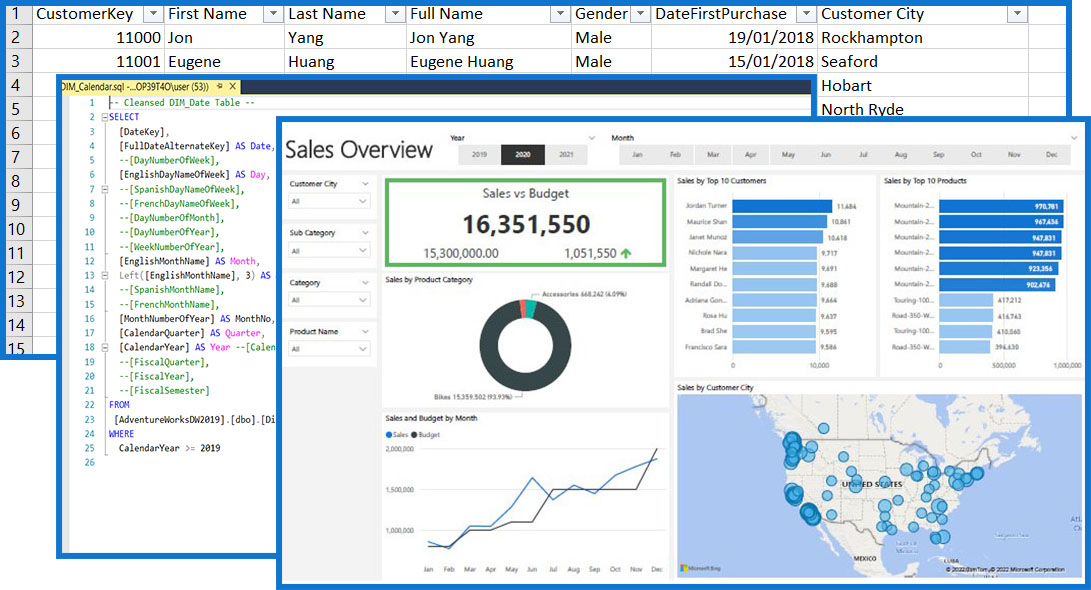 1 CustomerKey First Name Last Name Full Name Gender DateFirstPurchase Customer City
2 11000 Jon Yang Jon Yang Male 19/01/2018 Rockhampton
3 11001 Eugene Huang Eugene Huang Male 15/01/2018 Seaford
4 Hobart
5 North Ryde
6
7
8
9
10
11
12
13
14
15
DIM_Calendar.sql -...OP39T4O\user (53))
1 -- Cleansed DIM_Date Table --
2 SELECT
3 [DateKey],
4 [FullDateAlternateKey] AS Date,
5 --[DayNumberOfWeek],
6 [EnglishDayNameOfWeek] AS Day,
7 --[SpanishDayNameOfWeek],
8 --[FrenchDayNameOfWeek],
9 --[DayNumberOfMonth],
10 --[DayNumberOfYear],
11 --[WeekNumberOfYear],
12 [EnglishMonthName] AS Month,
13 Left([EnglishMonthName], 3) AS
14 --[SpanishMonthName],
15 --[FrenchMonthName],
16 [MonthNumberOfYear] AS MonthNo,
17 [CalendarQuarter] AS Quarter,
18 [CalendarYear] AS Year --[Calen
19 --[FiscalQuarter],
20 --[FiscalYear],
21 --[FiscalSemester]
22 FROM
23 [AdventureWorksDW2019].[dbo].[Di
24 WHERE
25 CalendarYear >= 2019
26
Sales Overview
Year
2019 2020 2021
Month
Jan Feb Mar Apr May Jun Jul Aug Sep Oct Nov Dec
Customer City
All
Sub Category
All
Category
All
Product Name
All
Sales vs Budget
16,351,550
15,300,000.00 1,051,550
Sales by Product Category
Accessories 668,242 (4.09%)
Bikes 15,359,502 (93.93%)
Sales and Budget by Month
Sales Budget
2,000,000
1,500,000
1,000,000
Jan Feb Mar Apr May Jun Jul Aug Sep Oct Nov Dec
Sales by Top 10 Customers
Jordan Turner 11,686
Maurice Shan 10,861
Janet Munoz 10,618
Nichole Nara 9,717
Margaret He 9,691
Randall Do... 9,688
Adriana Gon... 9,664
Rosa Hu 9,637
Brad She 9,595
Francisco Sara 9,586
0 10,000
Sales by Top 10 Products
Mountain-2... 970,781
Mountain-2... 967,636
Mountain-2... 947,831
Mountain-2... 947,831
Mountain-2... 923,356
Mountain-2... 902,476
Touring-100... 417,212
Road-350-W... 416,743
Touring-100... 410,060
Road-350-W... 394,630
0 500,000 1,000,000
Sales by Customer City
UNITED STATES
Gulf of
Mexico
MEXICO
CUBA
Sargasso Sea
Microsoft Bing
© 2022 TomTom, © 2022 Microsoft Corporation